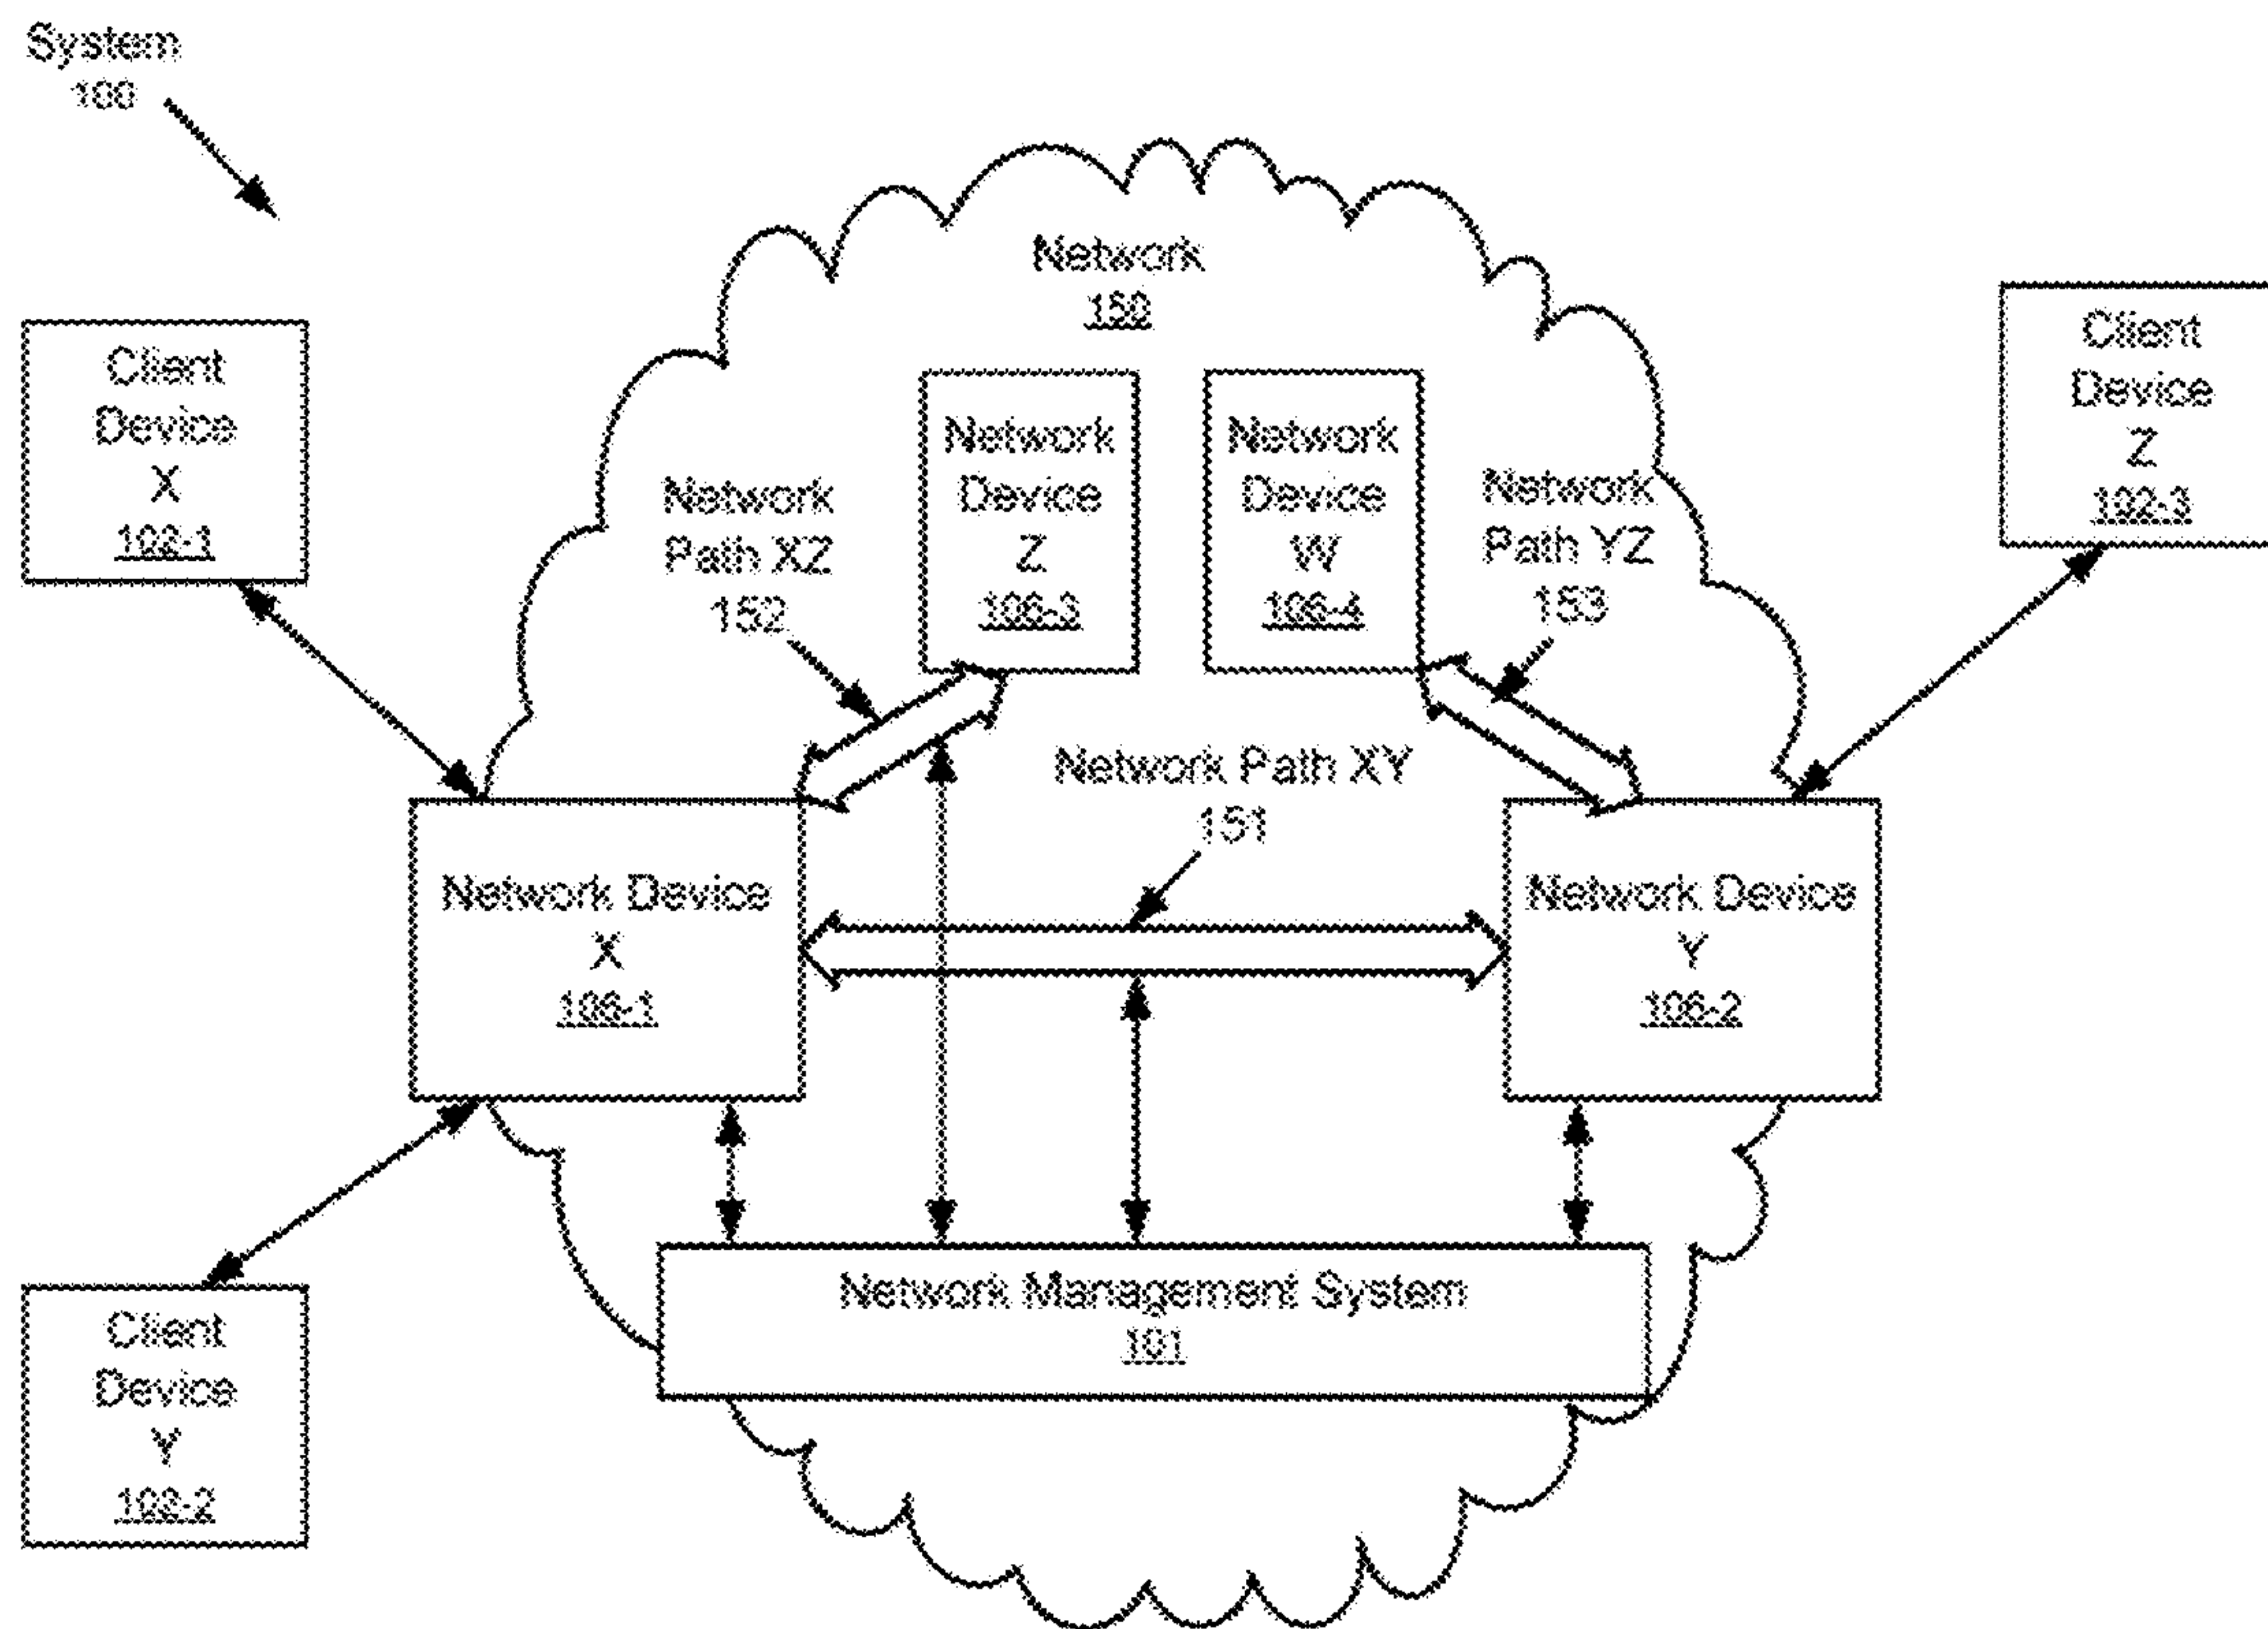 System
100
Network
150
Client
Device
X
102-1
Client
Device
Z
102-3
Network
Device
Z
106-3
Network
Device
W
106-4
Network
Path XZ
152
Network
Path YZ
153
Network Path XY
151
Network Device
X
106-1
Network Device
Y
106-2
Network Management System
101
Client
Device
Y
102-2